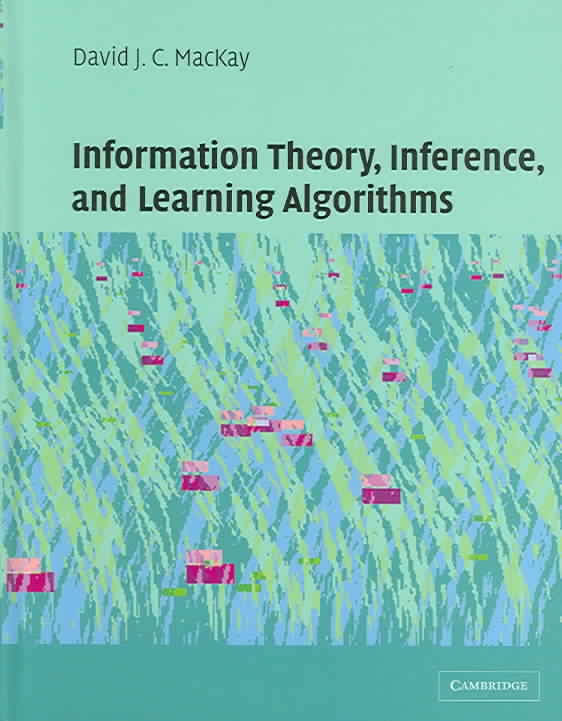 David J. C. MacKay
Information Theory, Inference,
and Learning Algorithms
CAMBRIDGE